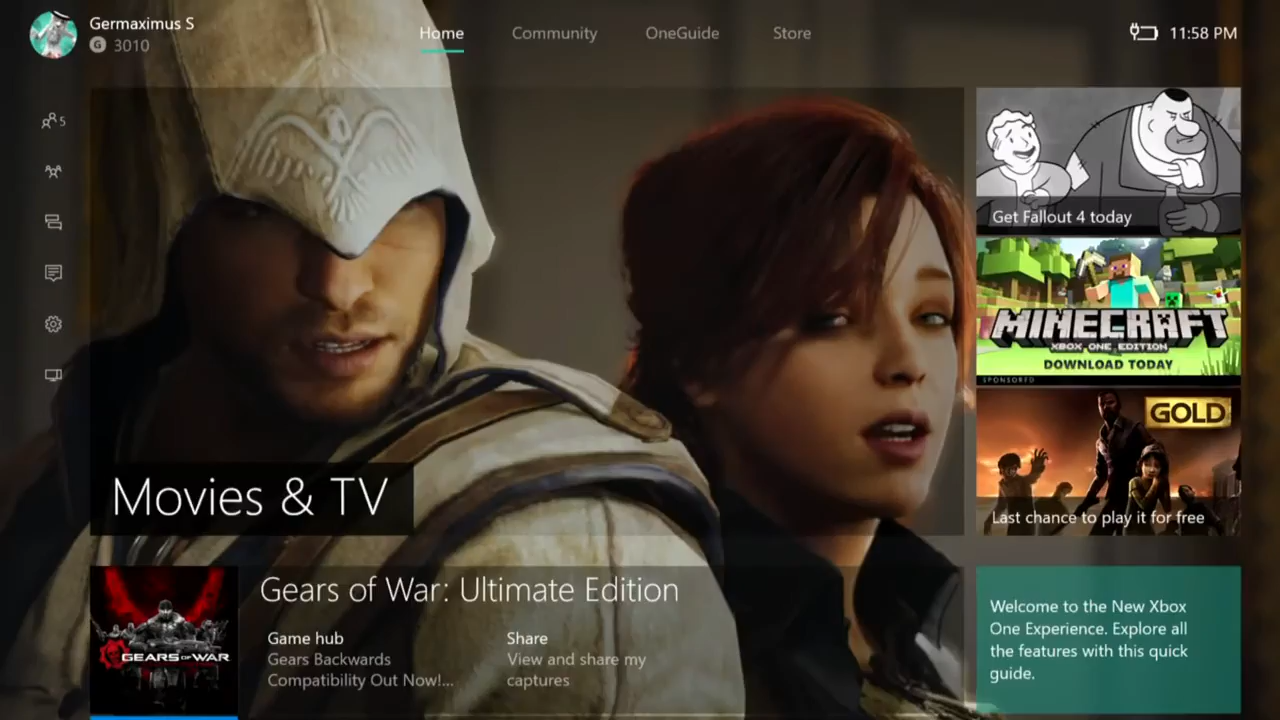 Germaximus S
G 3010
Home
Community
OneGuide
Store
11:58 PM
5
Get Fallout 4 today
MINECRAFT
XBOX ONE EDITION
DOWNLOAD TODAY
SPONSORED
GOLD
Last chance to play it for free
Movies & TV
GEARS OF WAR
Gears of War: Ultimate Edition
Game hub
Gears Backwards
Compatibility Out Now!...
Share
View and share my
captures
Welcome to the New Xbox
One Experience. Explore all
the features with this quick
guide.